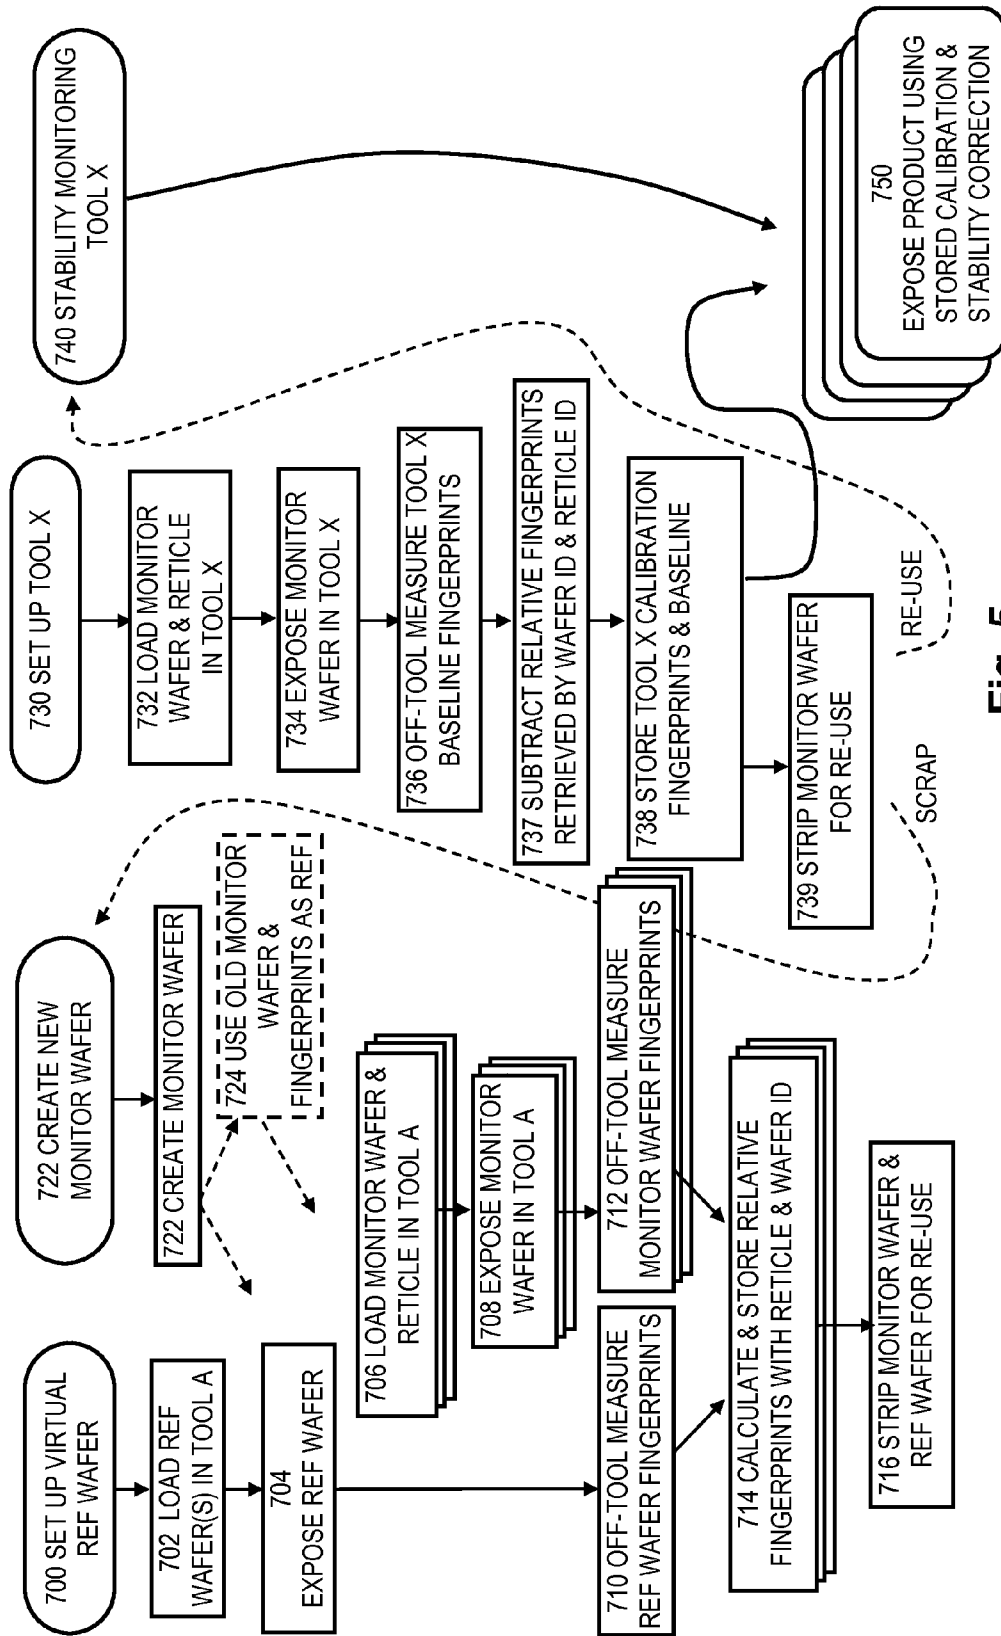 700 SET UP VIRTUAL
REF WAFER
702 LOAD REF
WAFER(S) IN TOOL A
704
EXPOSE REF WAFER
710 OFF-TOOL MEASURE
REF WAFER FINGERPRINTS
722 CREATE NEW
MONITOR WAFER
722 CREATE MONITOR WAFER
724 USE OLD MONITOR
WAFER &
FINGERPRINTS AS REF
706 LOAD MONITOR WAFER &
RETICLE IN TOOL A
708 EXPOSE MONITOR
WAFER IN TOOL A
712 OFF-TOOL MEASURE
MONITOR WAFER FINGERPRINTS
714 CALCULATE & STORE RELATIVE
FINGERPRINTS WITH RETICLE & WAFER ID
716 STRIP MONITOR WAFER &
REF WAFER FOR RE-USE
730 SET UP TOOL X
732 LOAD MONITOR
WAFER & RETICLE
IN TOOL X
734 EXPOSE MONITOR
WAFER IN TOOL X
736 OFF-TOOL MEASURE TOOL X
BASELINE FINGERPRINTS
737 SUBTRACT RELATIVE FINGERPRINTS
RETRIEVED BY WAFER ID & RETICLE ID
738 STORE TOOL X CALIBRATION
FINGERPRINTS & BASELINE
739 STRIP MONITOR WAFER
FOR RE-USE
SCRAP
RE-USE
740 STABILITY MONITORING
TOOL X
750
EXPOSE PRODUCT USING
STORED CALIBRATION &
STABILITY CORRECTION
Fig. 5